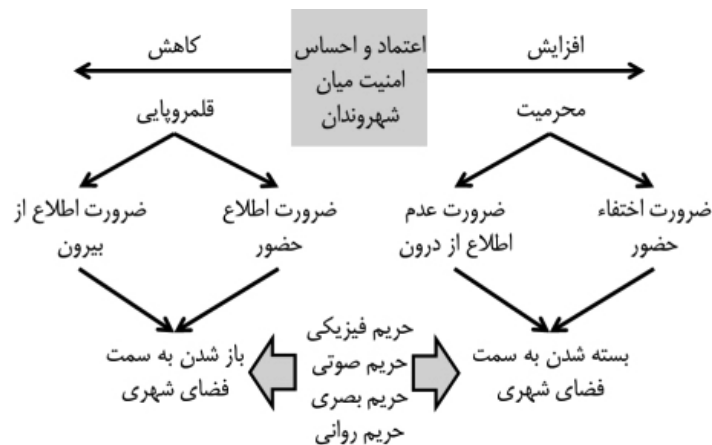 افزایش
اعتماد و احساس
امنیت میان
شهروندان
کاهش
محرمیت
قلمروپایی
ضرورت اختفاء
حضور
ضرورت عدم
اطلاع از درون
ضرورت اطلاع
حضور
ضرورت اطلاع از
بیرون
بسته شدن به سمت
فضای شهری
حریم فیزیکی
حریم صوتی
حریم بصری
حریم روانی
باز شدن به سمت
فضای شهری